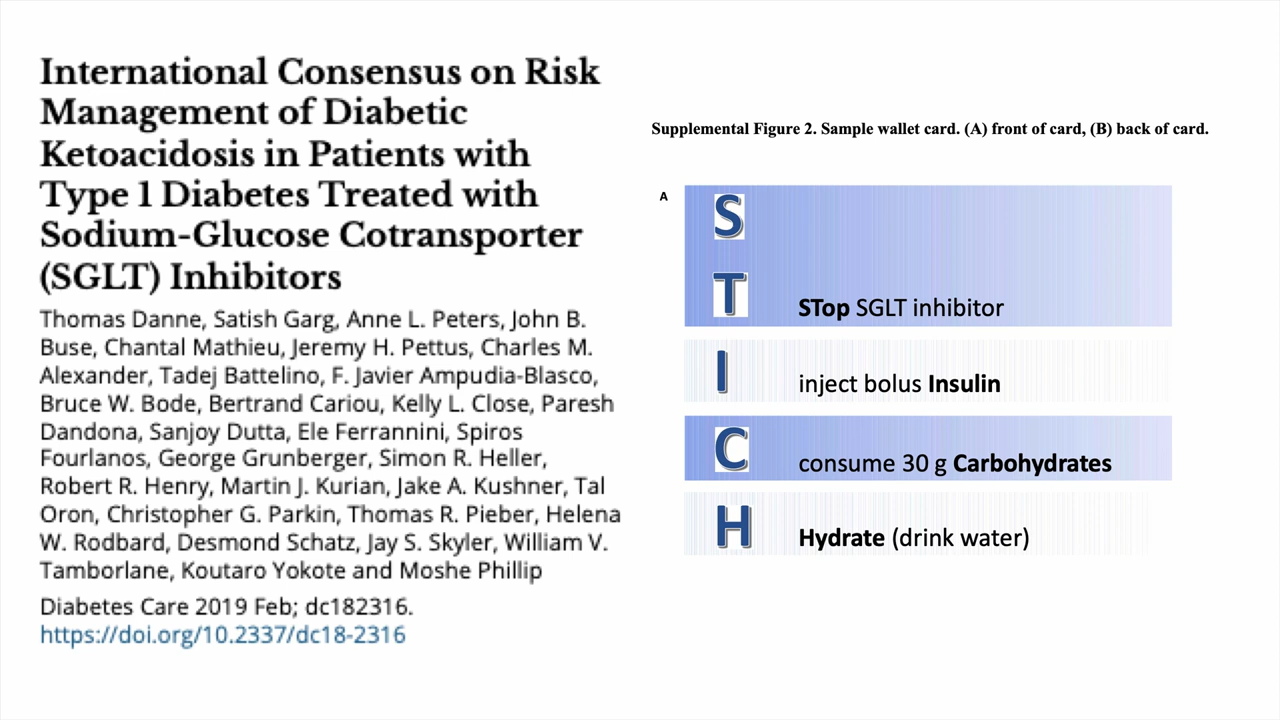 International Consensus on Risk
Management of Diabetic
Ketoacidosis in Patients with
Type 1 Diabetes Treated with
Sodium-Glucose Cotransporter
(SGLT) Inhibitors
Thomas Danne, Satish Garg, Anne L. Peters, John B.
Buse, Chantal Mathieu, Jeremy H. Pettus, Charles M.
Alexander, Tadej Battelino, F. Javier Ampudia-Blasco,
Bruce W. Bode, Bertrand Cariou, Kelly L. Close, Paresh
Dandona, Sanjoy Dutta, Ele Ferrannini, Spiros
Fourlanos, George Grunberger, Simon R. Heller,
Robert R. Henry, Martin J. Kurian, Jake A. Kushner, Tal
Oron, Christopher G. Parkin, Thomas R. Pieber, Helena
W. Rodbard, Desmond Schatz, Jay S. Skyler, William V.
Tamborlane, Koutaro Yokote and Moshe Phillip
Diabetes Care 2019 Feb; dc182316.
https://doi.org/10.2337/dc18-2316
Supplemental Figure 2. Sample wallet card. (A) front of card, (B) back of card.
A
S
T STop SGLT inhibitor
I inject bolus Insulin
C consume 30 g Carbohydrates
H Hydrate (drink water)